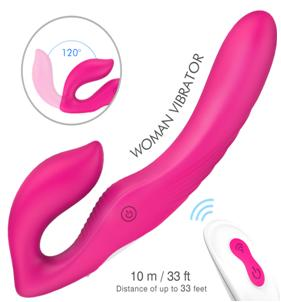 120°
WOMAN VIBRATOR
10 m / 33 ft
Distance of up to 33 feet